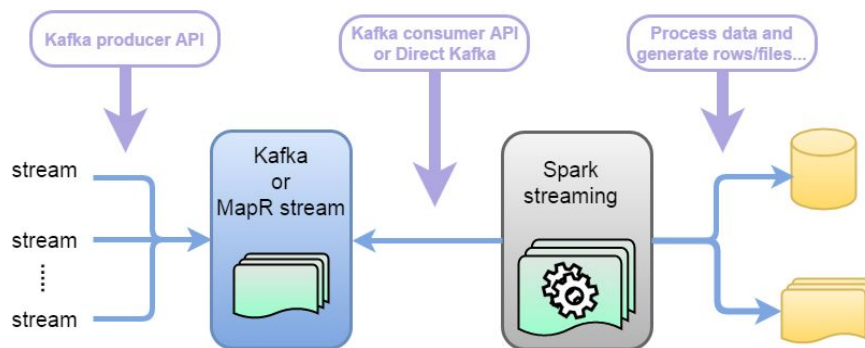 Kafka producer API
Kafka consumer API
or Direct Kafka
Process data and
generate rows/files...
stream
stream
stream
Kafka
or
MapR stream
Spark
streaming